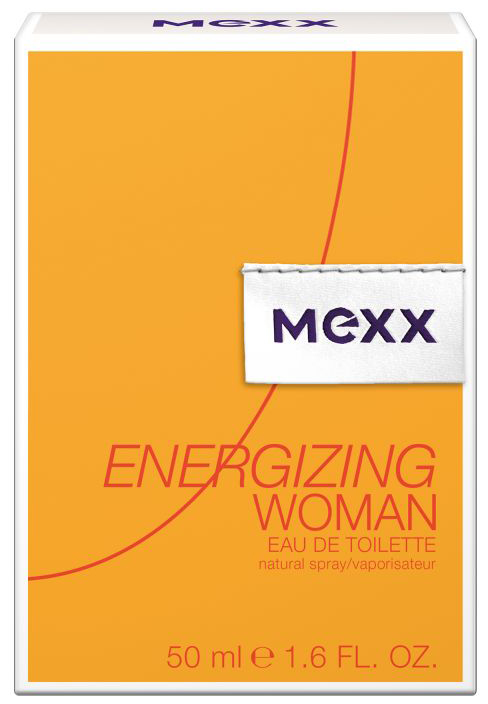 MEXX
MEXX
ENERGIZING
WOMAN
EAU DE TOILETTE
natural spray/vaporisateur
50 ml ℮ 1.6 FL. OZ.